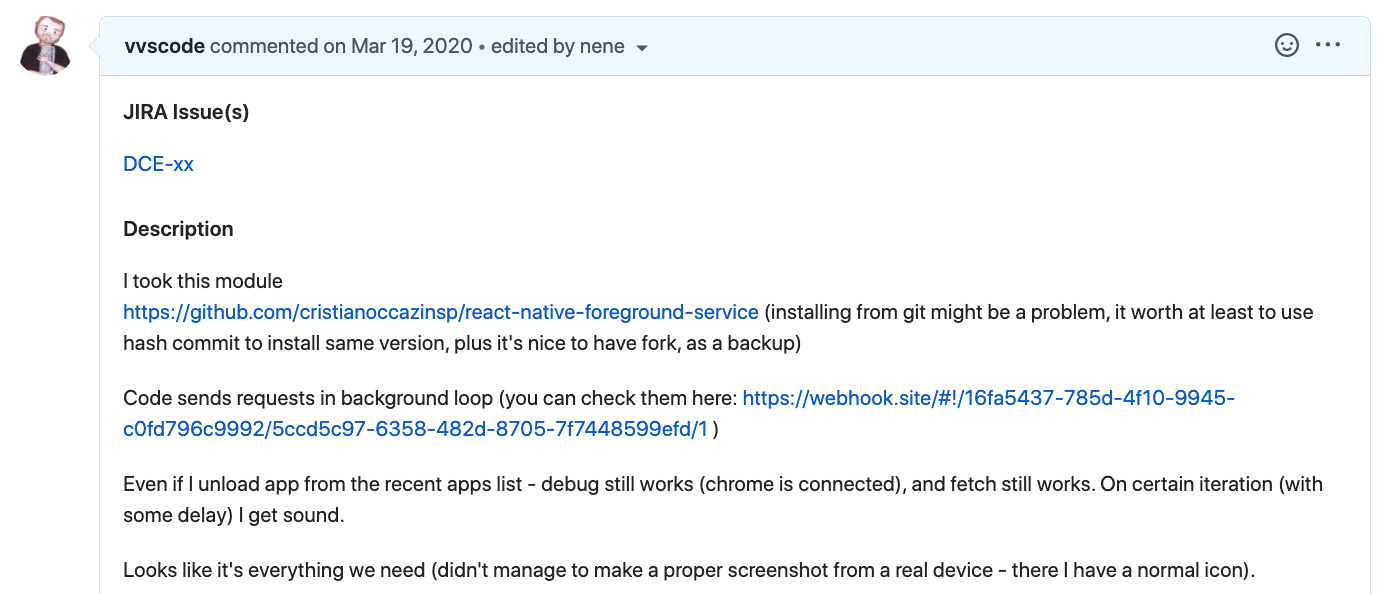 vvscode commented on Mar 19, 2020 • edited by nene
JIRA Issue(s)
DCE-xx
Description
I took this module
https://github.com/cristianoccazinsp/react-native-foreground-service (installing from git might be a problem, it worth at least to use
hash commit to install same version, plus it's nice to have fork, as a backup)
Code sends requests in background loop (you can check them here: https://webhook.site/#!/16fa5437-785d-4f10-9945-
c0fd796c9992/5ccd5c97-6358-482d-8705-7f7448599efd/1 )
Even if I unload app from the recent apps list - debug still works (chrome is connected), and fetch still works. On certain iteration (with
some delay) I get sound.
Looks like it's everything we need (didn't manage to make a proper screenshot from a real device - there I have a normal icon).